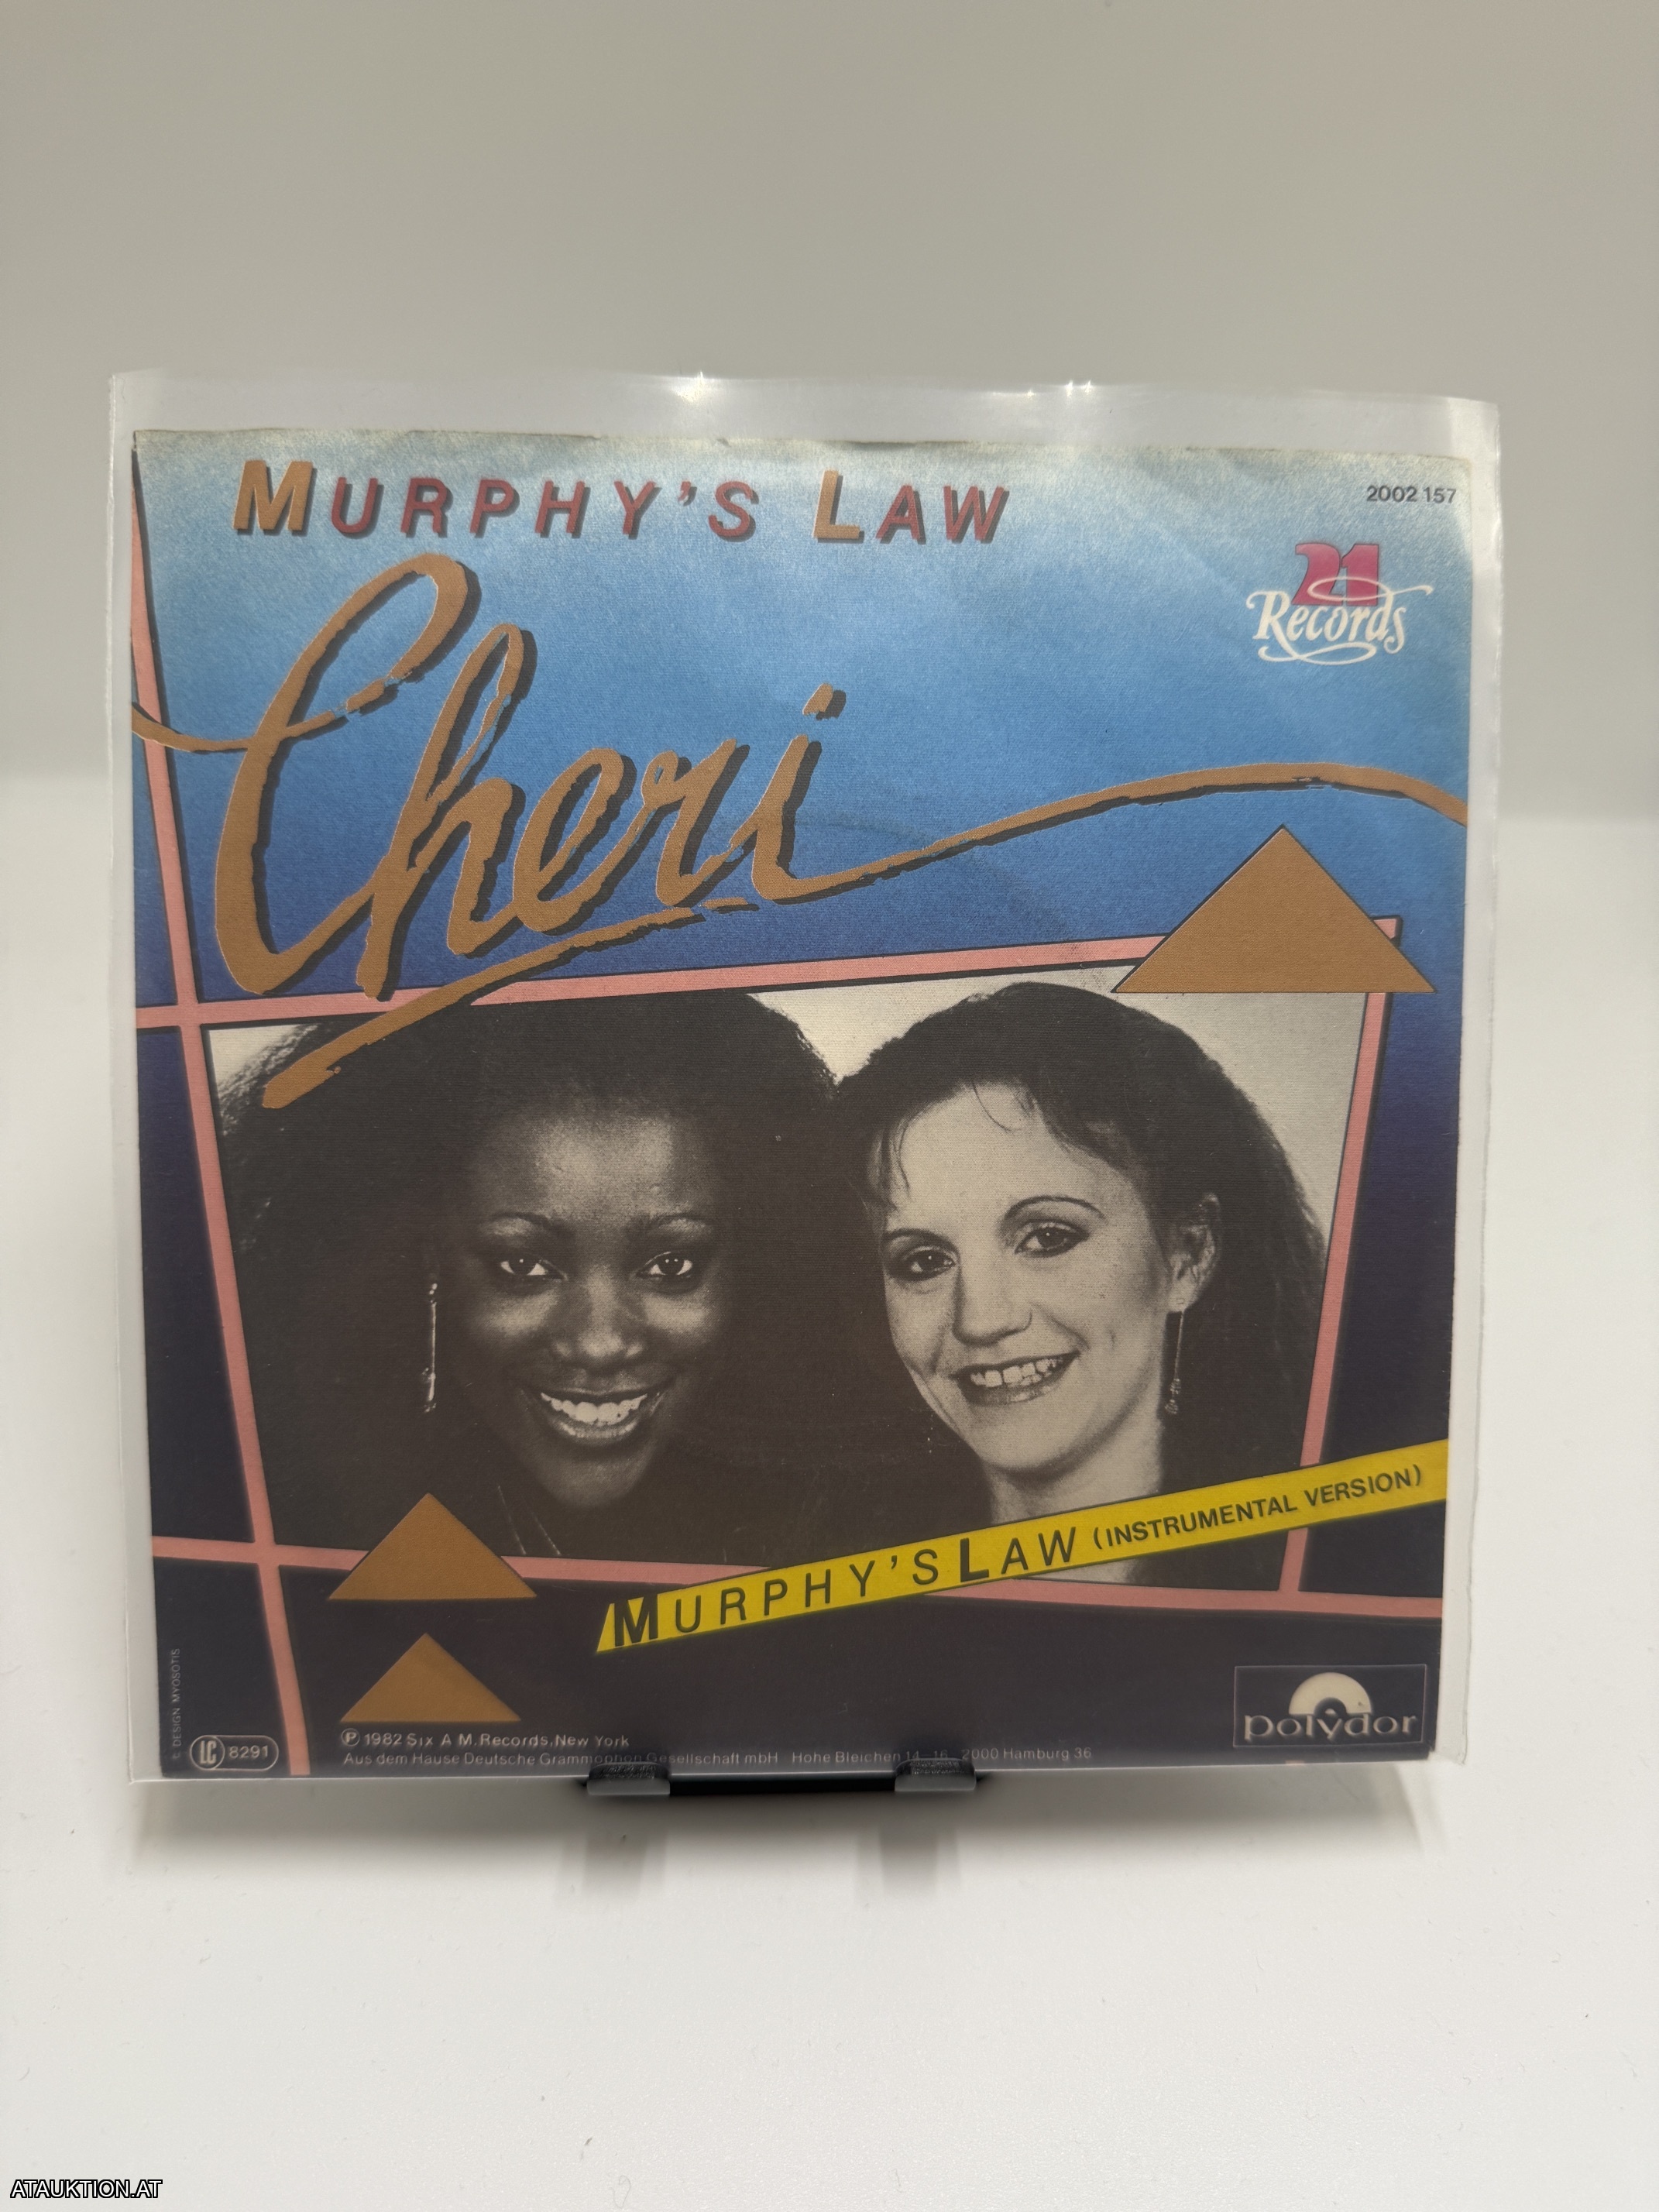 MURPHY'S LAW
2002 157
21
Records
Cheri
MURPHY'S LAW (INSTRUMENTAL VERSION)
© DESIGN MYOSOTIS
LC 8291
℗ 1982 Six A M. Records, New York
Aus dem Hause Deutsche Grammophon Gesellschaft mbH Hohe Bleichen 14 - 16 2000 Hamburg 36
polydor
ATAUKTION.AT